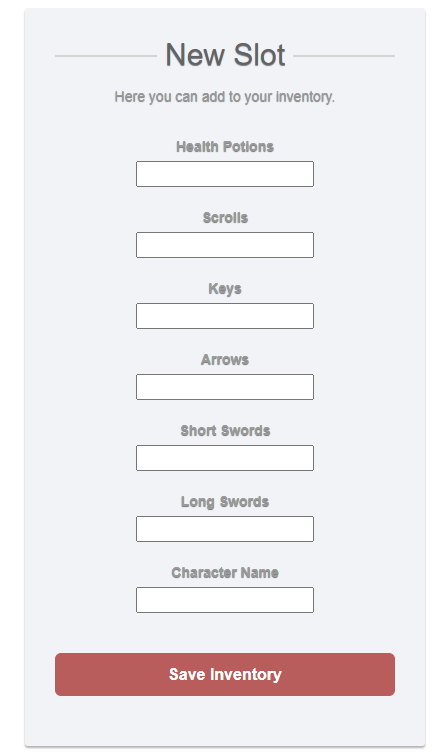 New Slot
Here you can add to your inventory.
Health Potions
Scrolls
Keys
Arrows
Short Swords
Long Swords
Character Name
Save Inventory